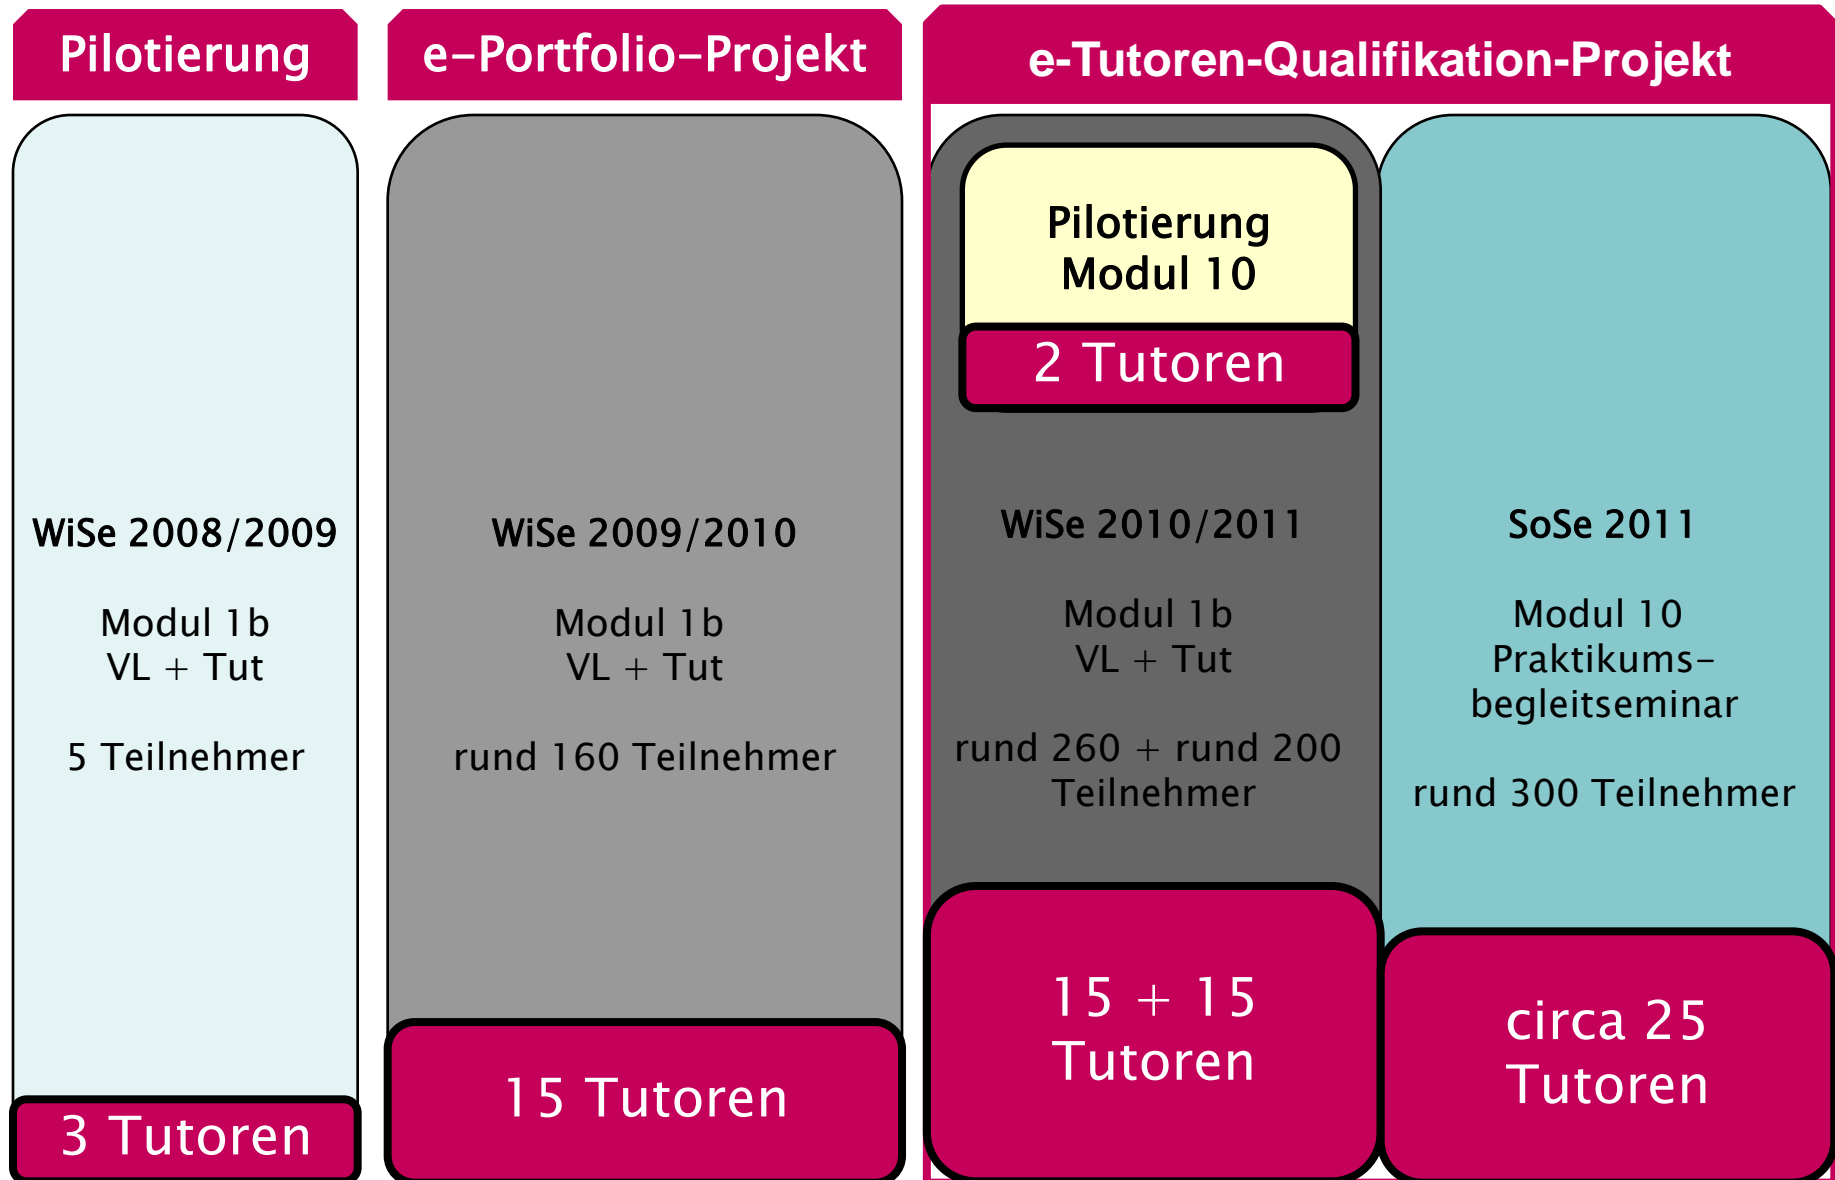 Pilotierung
e-Portfolio-Projekt
e-Tutoren-Qualifikation-Projekt
WiSe 2008/2009
Modul 1b
VL + Tut
5 Teilnehmer
3 Tutoren
WiSe 2009/2010
Modul 1b
VL + Tut
rund 160 Teilnehmer
15 Tutoren
Pilotierung
Modul 10
2 Tutoren
WiSe 2010/2011
Modul 1b
VL + Tut
rund 260 + rund 200
Teilnehmer
15 + 15
Tutoren
SoSe 2011
Modul 10
Praktikums-
begleitseminar
rund 300 Teilnehmer
circa 25
Tutoren